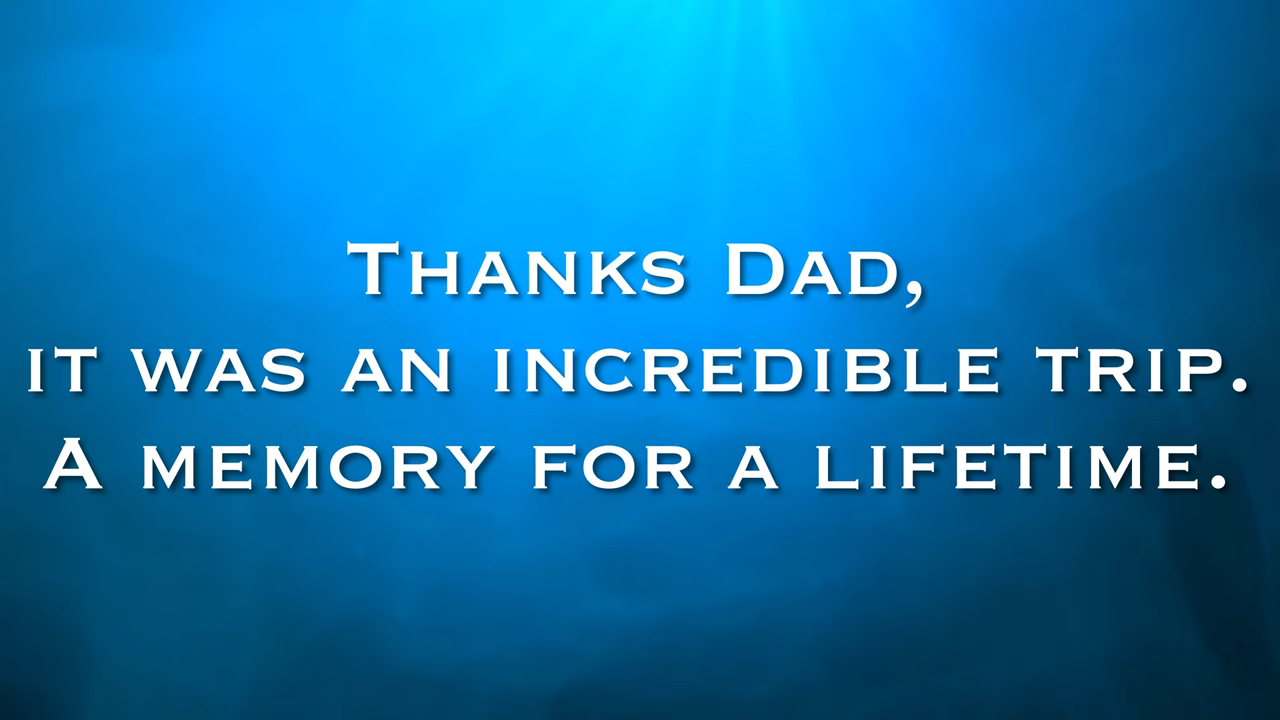 Thanks Dad,
it was an incredible trip.
A memory for a lifetime.